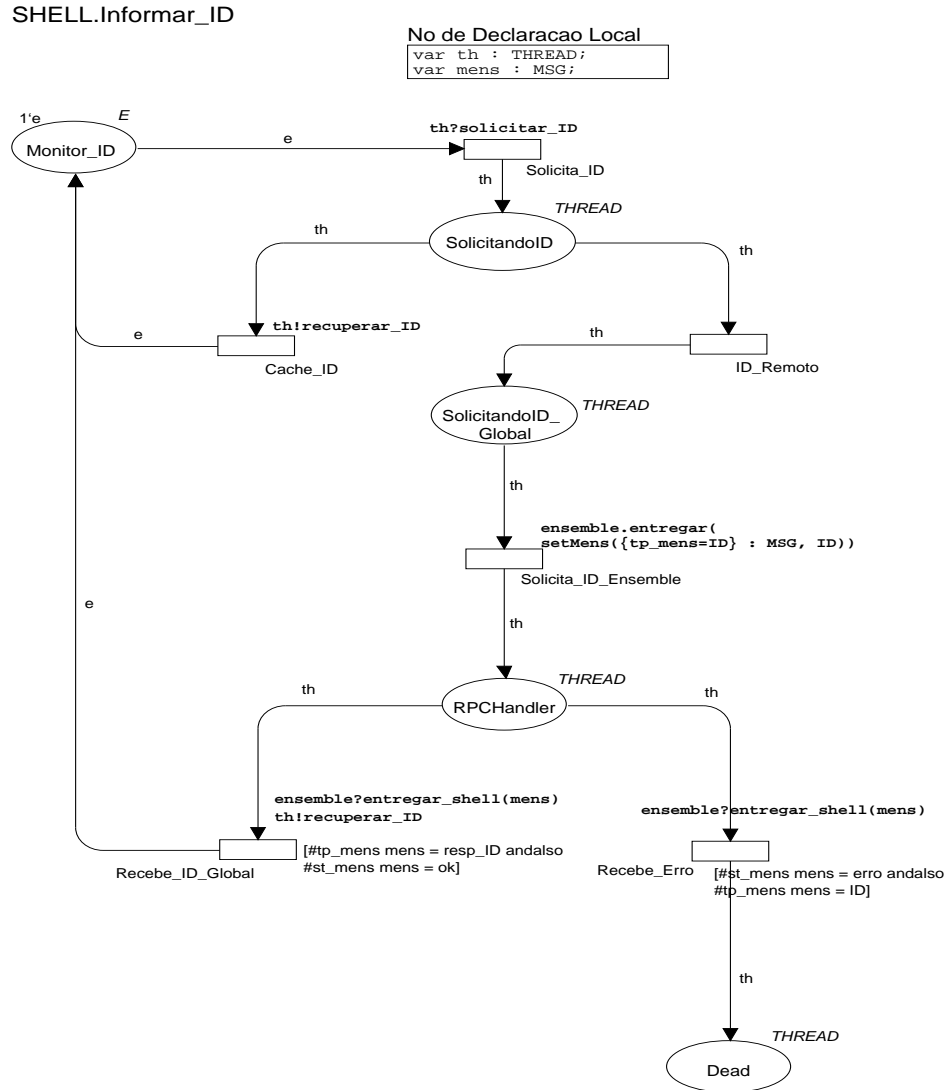 SHELL.Informar_ID
No de Declaracao Local
var th : THREAD;
var mens : MSG;
1‘e
E
Monitor_ID
e
th?solicitar_ID
Solicita_ID
th
THREAD
SolicitandoID
th
th
th!recuperar_ID
e
Cache_ID
th
ID_Remoto
SolicitandoID_
Global
THREAD
th
ensemble.entregar(
setMens({tp_mens=ID} : MSG, ID))
Solicita_ID_Ensemble
e
th
THREAD
RPCHandler
th
th
ensemble?entregar_shell(mens)
th!recuperar_ID
ensemble?entregar_shell(mens)
Recebe_ID_Global
[#tp_mens mens = resp_ID andalso
#st_mens mens = ok]
Recebe_Erro
[#st_mens mens = erro andalso
#tp_mens mens = ID]
th
THREAD
Dead